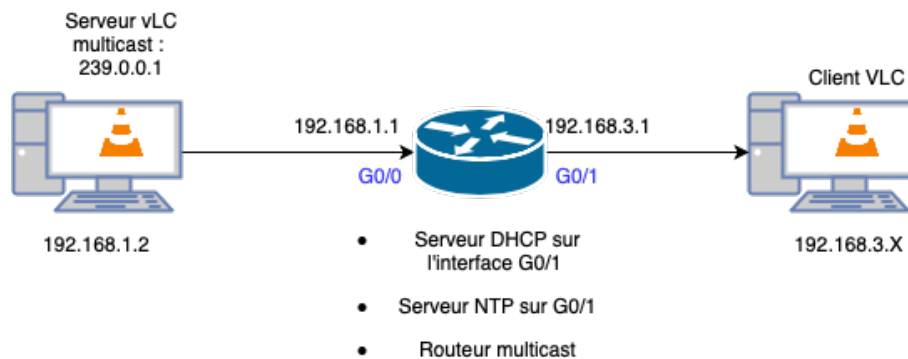 Serveur vLC
multicast :
239.0.0.1
Client VLC
192.168.1.1
192.168.3.1
G0/0
G0/1
192.168.1.2
192.168.3.X
• Serveur DHCP sur
l'interface G0/1
• Serveur NTP sur G0/1
• Routeur multicast